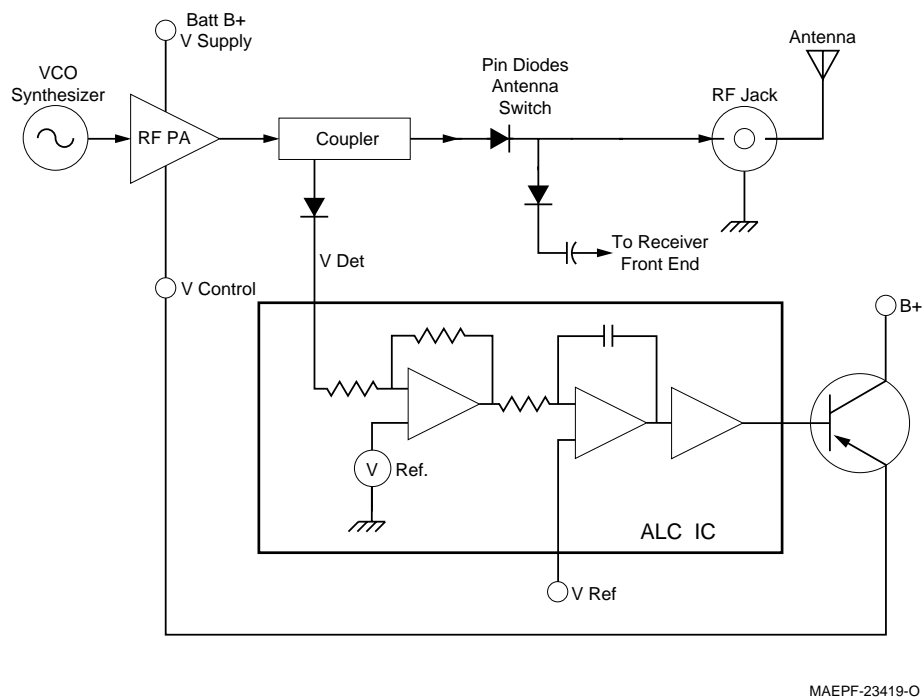 Batt B+
V Supply
Antenna
VCO
Synthesizer
Pin Diodes
Antenna
Switch
RF Jack
RF PA
Coupler
To Receiver
Front End
V Det
V Control
B+
V
Ref.
ALC IC
V Ref
MAEPF-23419-O